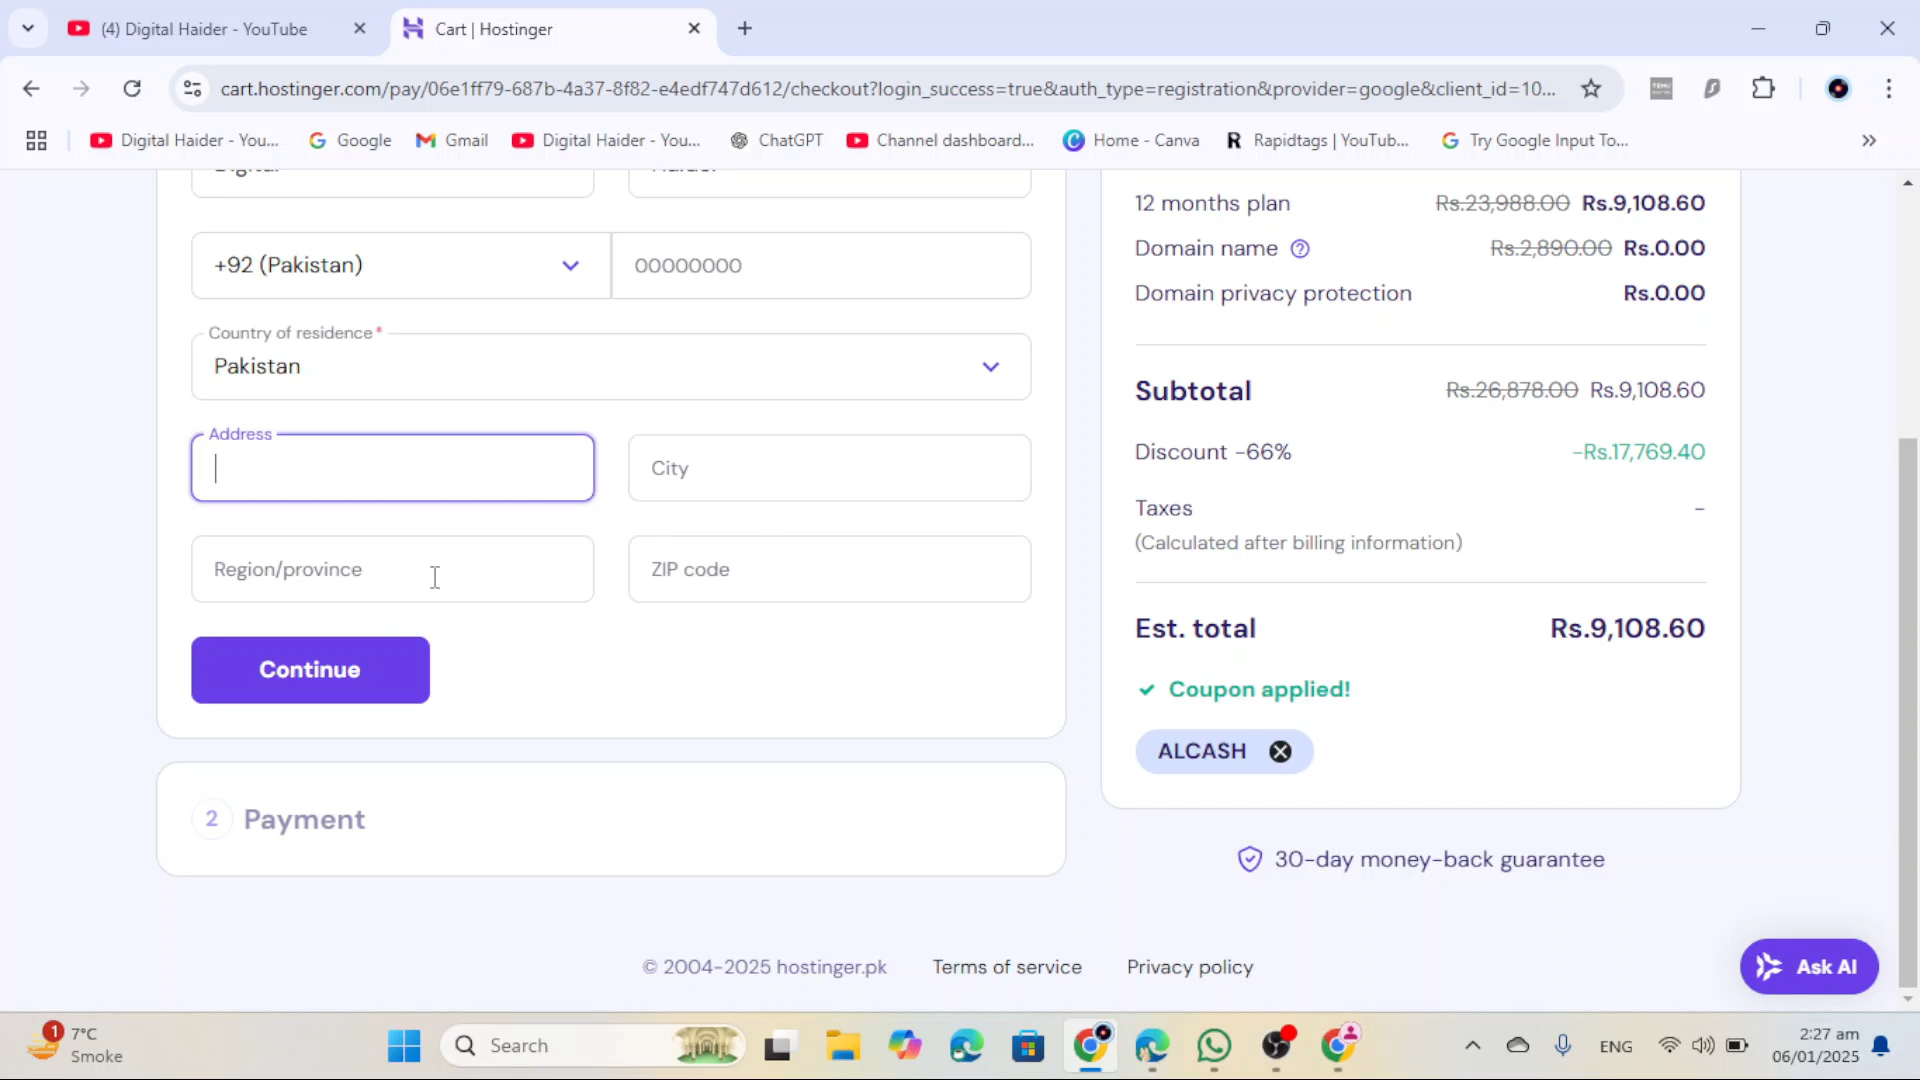 (4) Digital Haider - YouTube
Cart | Hostinger
cart.hostinger.com/pay/06e1ff79-687b-4a37-8f82-e4edf747d612/checkout?login_success=true&auth_type=registration&provider=google&client_id=10...
Digital Haider - You...
Google
Gmail
Digital Haider - You...
ChatGPT
Channel dashboard...
Home - Canva
Rapidtags | YouTub...
Try Google Input To...
Digital
Haider
+92 (Pakistan)
00000000
Country of residence*
Pakistan
Address
City
Region/province
ZIP code
Continue
2 Payment
12 months plan Rs.23,988.00 Rs.9,108.60
Domain name Rs.2,890.00 Rs.0.00
Domain privacy protection Rs.0.00
Subtotal Rs.26,878.00 Rs.9,108.60
Discount -66% -Rs.17,769.40
Taxes -
(Calculated after billing information)
Est. total Rs.9,108.60
Coupon applied!
ALCASH
30-day money-back guarantee
© 2004-2025 hostinger.pk
Terms of service
Privacy policy
Ask AI
1
7°C
Smoke
Search
ENG
2:27 am
06/01/2025